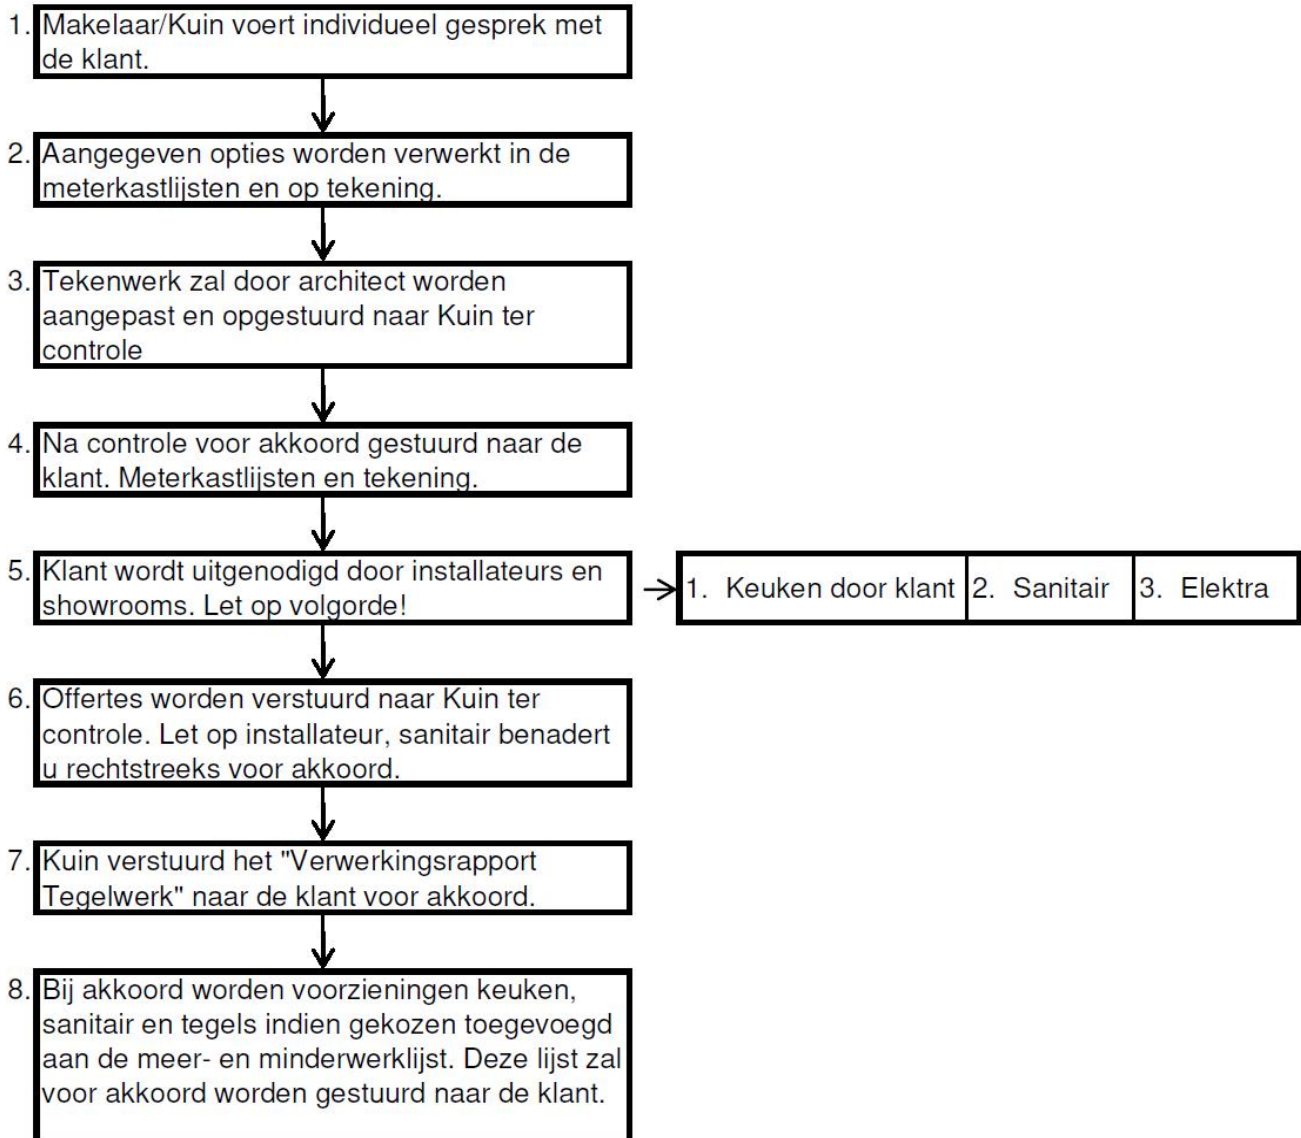 1. Makelaar/Kuin voert individueel gesprek met
de klant.
2. Aangegeven opties worden verwerkt in de
meterkastlijsten en op tekening.
3. Tekenwerk zal door architect worden
aangepast en opgestuurd naar Kuin ter
controle
4. Na controle voor akkoord gestuurd naar de
klant. Meterkastlijsten en tekening.
5. Klant wordt uitgenodigd door installateurs en
showrooms. Let op volgorde!
1. Keuken door klant 2. Sanitair 3. Elektra
6. Offertes worden verstuurd naar Kuin ter
controle. Let op installateur, sanitair benadert
u rechtstreeks voor akkoord.
7. Kuin verstuurd het "Verwerkingsrapport
Tegelwerk" naar de klant voor akkoord.
8. Bij akkoord worden voorzieningen keuken,
sanitair en tegels indien gekozen toegevoegd
aan de meer- en minderwerklijst. Deze lijst zal
voor akkoord worden gestuurd naar de klant.